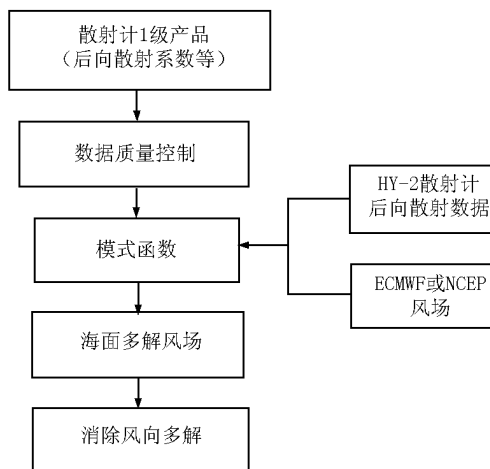 散射计1级产品
（后向散射系数等）
数据质量控制
模式函数
海面多解风场
消除风向多解
HY-2散射计
后向散射数据
ECMWF或NCEP
风场